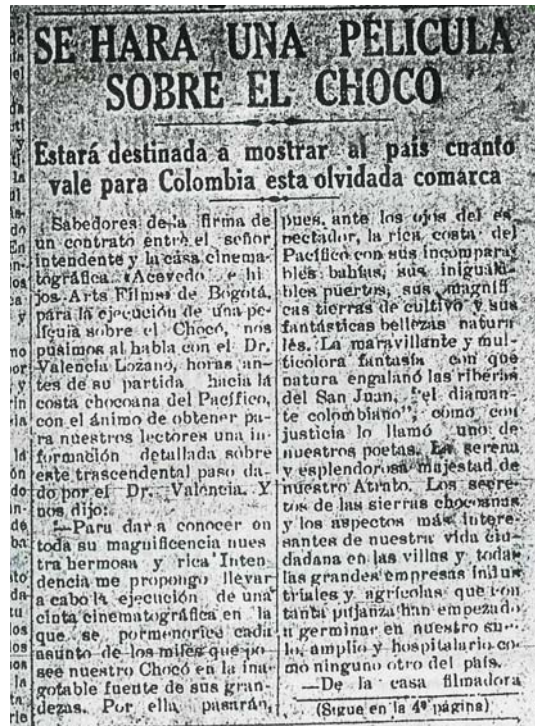 SE HARA UNA PELICULA
SOBRE EL CHOCO
Estará destinada a mostrar al país cuanto
vale para Colombia esta olvidada comarca
Sabedores de la firma de
un contrato entre el señor
intendente y la casa cinema-
tográfica «Acevedo e hi
jos Arts Films» de Bogotá,
para la ejecución de una pe-
lícula sobre el Chocó, nos
pusimos al habla con el Dr.
Valencia Lozano, horas an-
tes de su partida hacia la
costa chocoana del Pacífico,
con el ánimo de obtener pa-
ra nuestros lectores una in-
formación detallada sobre
este trascendental paso da-
do por el Dr. Valencia. Y
nos dijo:
—Para dar a conocer en
toda su magnificencia nues
tra hermosa y rica Inten
dencia me propongo llevar
a cabo la ejecución de una
cinta cinematográfica en la
que se pormenorice cada
asunto de los miles que po
see nuestro Chocó en la ina
gotable fuente de sus gran-
dezas. Por ella pasarán,
pues, ante los ojos del es
pectador, la rica costa del
Pacífico con sus incompara
bles bahías, sus iniguala
bles puertos, sus magnífi
cas tierras de cultivo y sus
fantásticas bellezas natura
les. La maravillante y mul-
ticolora fantasía con que
natura engalanó las riberas
del San Juan, "el diaman-
te colombiano", como con
justicia lo llamó uno de
nuestros poetas. La serena
y esplendorosa majestad de
nuestro Atrato. Los secre-
tos de las sierras chocoanas
y los aspectos más intere-
santes de nuestra vida ciu-
dadana en las villas y todas
las grandes empresas indus
triales y agrícolas que con
tanta pujanza han empezado
a germinar en nuestro sue-
lo, amplio y hospitalario co-
mo ninguno otro del país.
—De la casa filmadora
(Sigue en la 4ª página)